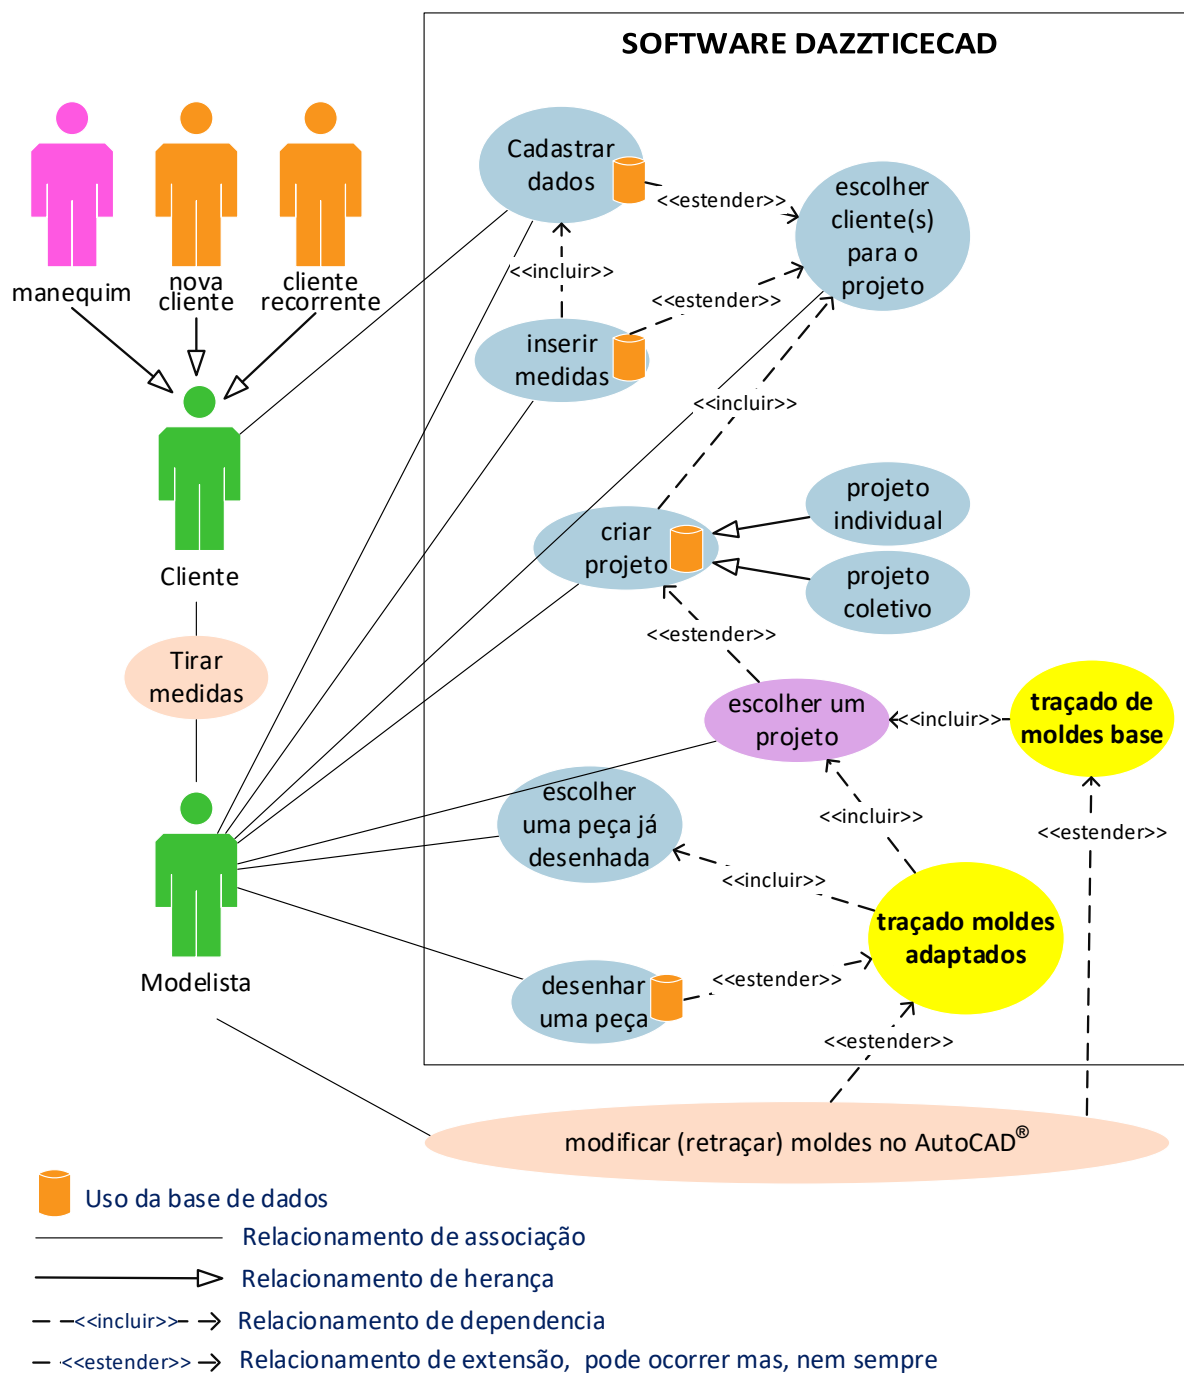 SOFTWARE DAZZTICECAD
manequim
nova
cliente
cliente
recorrente
Cadastrar
dados
<<estender>>
escolher
cliente(s)
para o
projeto
<<incluir>>
<<estender>>
inserir
medidas
<<incluir>>
Cliente
criar
projeto
projeto
individual
projeto
coletivo
<<estender>>
Tirar
medidas
escolher um
projeto
<<incluir>>
traçado de
moldes base
escolher
uma peça já
desenhada
<<incluir>>
<<estender>>
<<incluir>>
traçado moldes
adaptados
Modelista
desenhar
uma peça
<<estender>>
<<estender>>
modificar (retraçar) moldes no AutoCAD®
Uso da base de dados
Relacionamento de associação
Relacionamento de herança
<<incluir>> Relacionamento de dependencia
<<estender>> Relacionamento de extensão, pode ocorrer mas, nem sempre